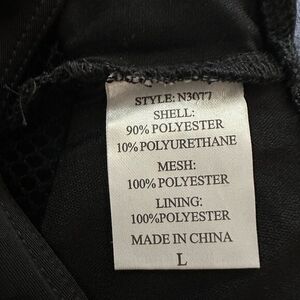 STYLE: N3077
SHELL:
90% POLYESTER
10% POLYURETHANE
MESH:
100% POLYESTER
LINING:
100%POLYESTER
MADE IN CHINA
L